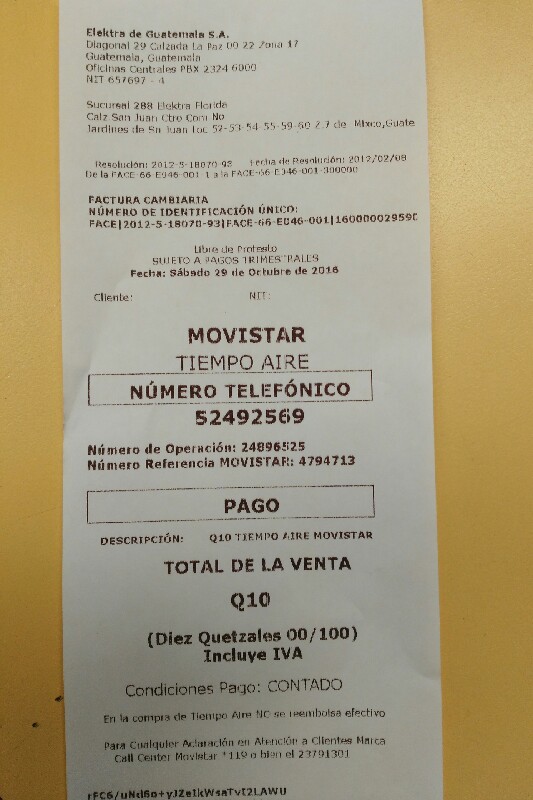 Elektra de Guatemala S.A.
Diagonal 29 Calzada La Paz 00 22 Zona 17
Guatemala, Guatemala
Oficinas Centrales PBX 2324 6000
NIT 657697 - 4
Sucursal 288 Elektra Florida
Calz San Juan Ctro Com No
Jardines de Sn Juan Loc 52-53-54-55-59-60 Z.7 de Mixco,Guate
Resolución: 2012-5-18070-93 Fecha de Resolución: 2012/02/08
De la FACE-66-E046-001 1 a la FACE-66-E046-001-300000
FACTURA CAMBIARIA
NÚMERO DE IDENTIFICACIÓN ÚNICO:
FACE|2012-5-18070-93|FACE-66-E046-001|16000002959
Libre de Protesto
SUJETO A PAGOS TRIMESTRALES
Fecha: Sábado 29 de Octubre de 2016
Cliente: NIT:
MOVISTAR
TIEMPO AIRE
NÚMERO TELEFÓNICO
52492569
Número de Operación: 24896525
Número Referencia MOVISTAR: 4794713
PAGO
DESCRIPCIÓN: Q10 TIEMPO AIRE MOVISTAR
TOTAL DE LA VENTA
Q10
(Diez Quetzales 00/100)
Incluye IVA
Condiciones Pago: CONTADO
En la compra de Tiempo Aire NO se reembolsa efectivo
Para Cualquier Aclaración en Atención a Clientes Marca
Call Center Movistar *119 o bien el 23791301